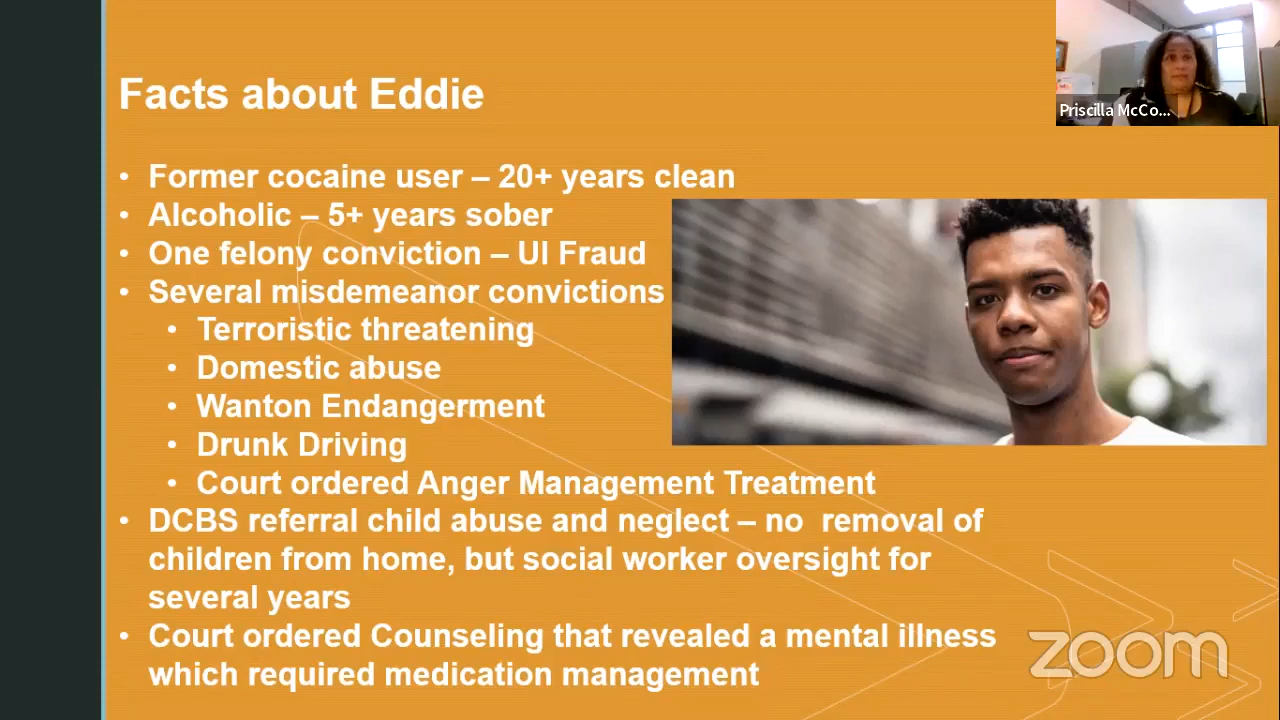 Facts about Eddie
Priscilla McCo...
• Former cocaine user – 20+ years clean
• Alcoholic – 5+ years sober
• One felony conviction – UI Fraud
• Several misdemeanor convictions
• Terroristic threatening
• Domestic abuse
• Wanton Endangerment
• Drunk Driving
• Court ordered Anger Management Treatment
• DCBS referral child abuse and neglect – no removal of
children from home, but social worker oversight for
several years
• Court ordered Counseling that revealed a mental illness
which required medication management
zoom